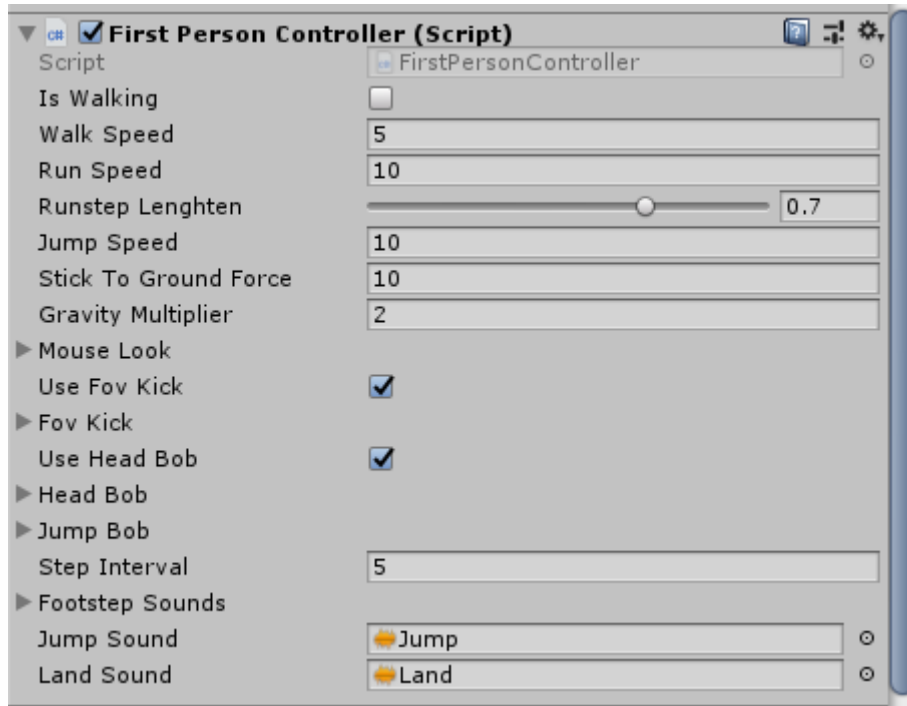 First Person Controller (Script)
Script FirstPersonController
Is Walking
Walk Speed 5
Run Speed 10
Runstep Lenghten 0.7
Jump Speed 10
Stick To Ground Force 10
Gravity Multiplier 2
Mouse Look
Use Fov Kick
Fov Kick
Use Head Bob
Head Bob
Jump Bob
Step Interval 5
Footstep Sounds
Jump Sound Jump
Land Sound Land